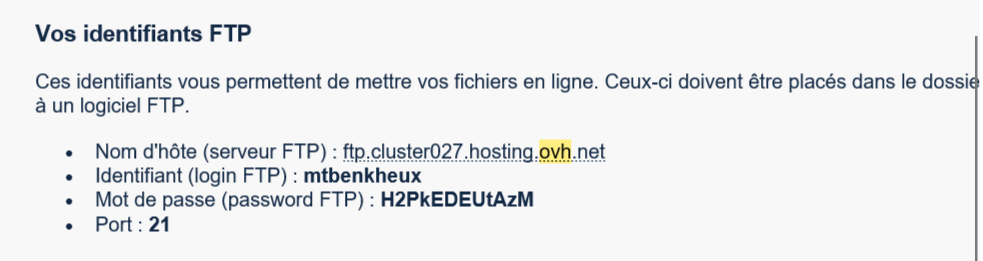 Vos identifiants FTP
Ces identifiants vous permettent de mettre vos fichiers en ligne. Ceux-ci doivent être placés dans le dossie
à un logiciel FTP.
• Nom d'hôte (serveur FTP) : ftp.cluster027.hosting.ovh.net
• Identifiant (login FTP) : mtbenkheux
• Mot de passe (password FTP) : H2PkEDEUtAzM
• Port : 21